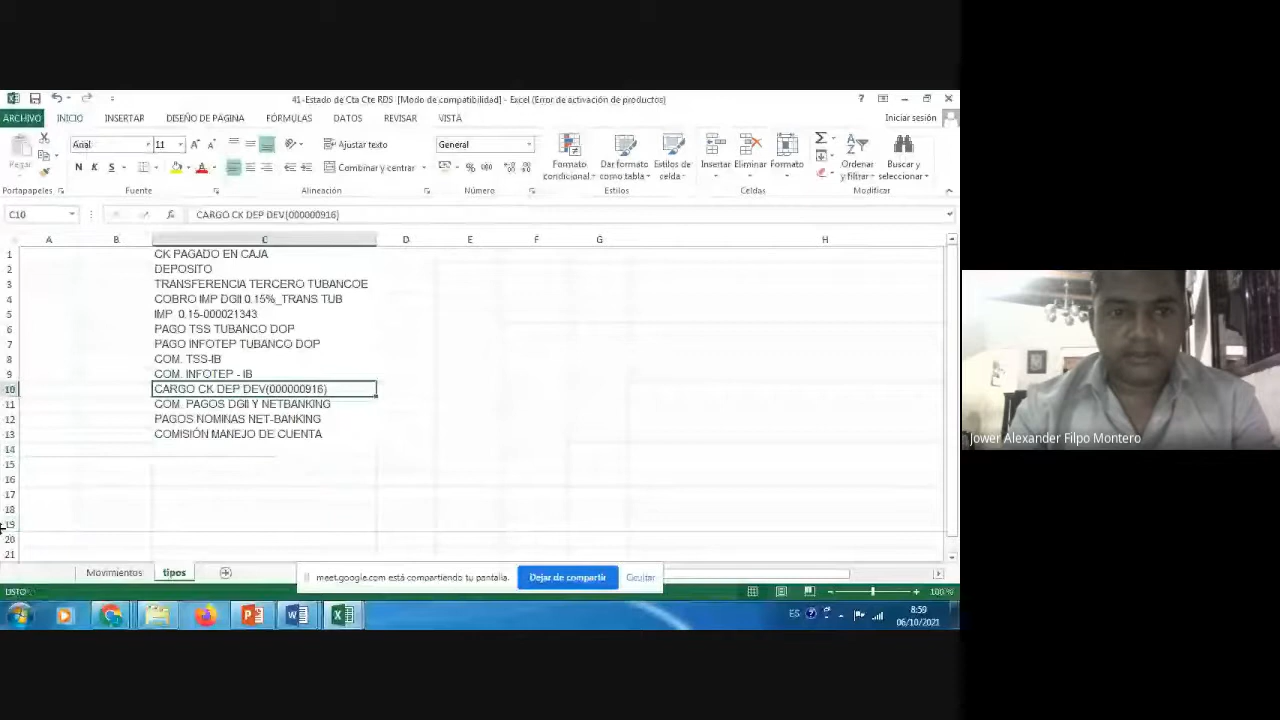 41-Estado de Cta Cte RDS [Modo de compatibilidad] - Excel (Error de activación de productos)
ARCHIVO INICIO INSERTAR DISEÑO DE PÁGINA FÓRMULAS DATOS REVISAR VISTA Iniciar sesión
Pegar
Arial 11
N K S
Ajustar texto
Combinar y centrar
General
Formato condicional
Dar formato como tabla
Estilos de celda
Insertar Eliminar Formato
Ordenar y filtrar
Buscar y seleccionar
Portapapeles Fuente Alineación Número Estilos Celdas Modificar
C10 fx CARGO CK DEP DEV(000000916)
A B C D E F G H
1 CK PAGADO EN CAJA
2 DEPOSITO
3 TRANSFERENCIA TERCERO TUBANCOE
4 COBRO IMP DGII 0.15%_TRANS TUB
5 IMP 0.15-000021343
6 PAGO TSS TUBANCO DOP
7 PAGO INFOTEP TUBANCO DOP
8 COM. TSS-IB
9 COM. INFOTEP - IB
10 CARGO CK DEP DEV(000000916)
11 COM. PAGOS DGII Y NETBANKING
12 PAGOS NOMINAS NET-BANKING
13 COMISIÓN MANEJO DE CUENTA
14
15
16
17
18
19
20
21
Movimientos tipos
meet.google.com está compartiendo tu pantalla. Dejar de compartir Ocultar
LISTO 100 %
ES 8:59
06/10/2021
Jower Alexander Filpo Montero